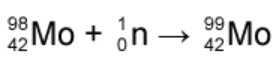 ⁹⁸₄₂Mo + ¹₀n → ⁹⁹₄₂Mo